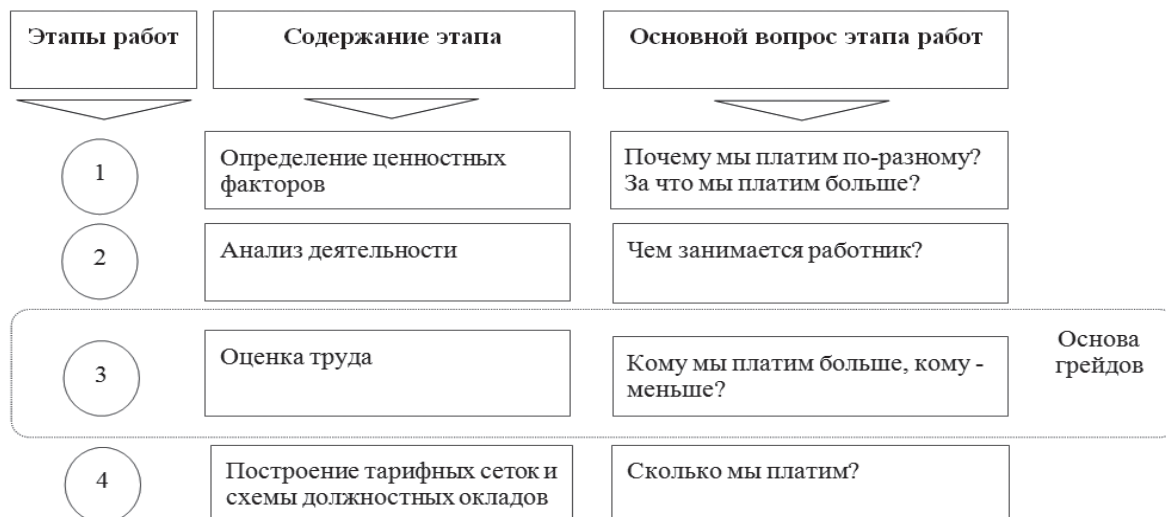 Этапы работ
Содержание этапа
Основной вопрос этапа работ
1
Определение ценностных
факторов
Почему мы платим по-разному?
За что мы платим больше?
2
Анализ деятельности
Чем занимается работник?
3
Оценка труда
Кому мы платим больше, кому -
меньше?
Основа
грейдов
4
Построение тарифных сеток и
схемы должностных окладов
Сколько мы платим?